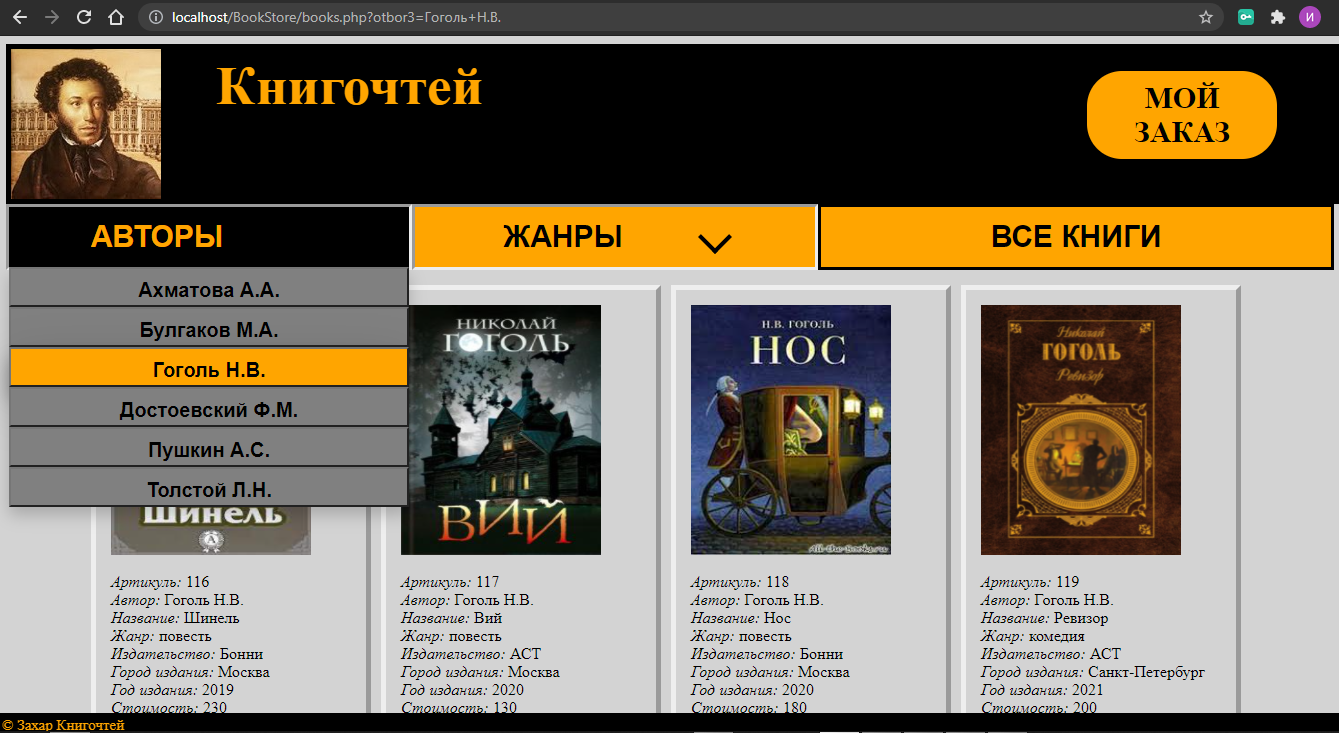 localhost/BookStore/books.php?otbor3=Гоголь+Н.В.
И
Книгочтей
МОЙ
ЗАКАЗ
АВТОРЫ
ЖАНРЫ
ВСЕ КНИГИ
Ахматова А.А.
Булгаков М.А.
Гоголь Н.В.
Достоевский Ф.М.
Пушкин А.С.
Толстой Л.Н.
Шинель
А
НИКОЛАЙ
ГОГОЛЬ
ВИЙ
Н.В. ГОГОЛЬ
НОС
All-The-Books.ru
Николай
ГОГОЛЬ
Ревизор
Артикуль: 116
Автор: Гоголь Н.В.
Название: Шинель
Жанр: повесть
Издательство: Бонни
Город издания: Москва
Год издания: 2019
Стоимость: 230
Артикуль: 117
Автор: Гоголь Н.В.
Название: Вий
Жанр: повесть
Издательство: АСТ
Город издания: Москва
Год издания: 2020
Стоимость: 130
Артикуль: 118
Автор: Гоголь Н.В.
Название: Нос
Жанр: повесть
Издательство: Бонни
Город издания: Москва
Год издания: 2020
Стоимость: 180
Артикуль: 119
Автор: Гоголь Н.В.
Название: Ревизор
Жанр: комедия
Издательство: АСТ
Город издания: Санкт-Петербург
Год издания: 2021
Стоимость: 200
© Захар Книгочтей